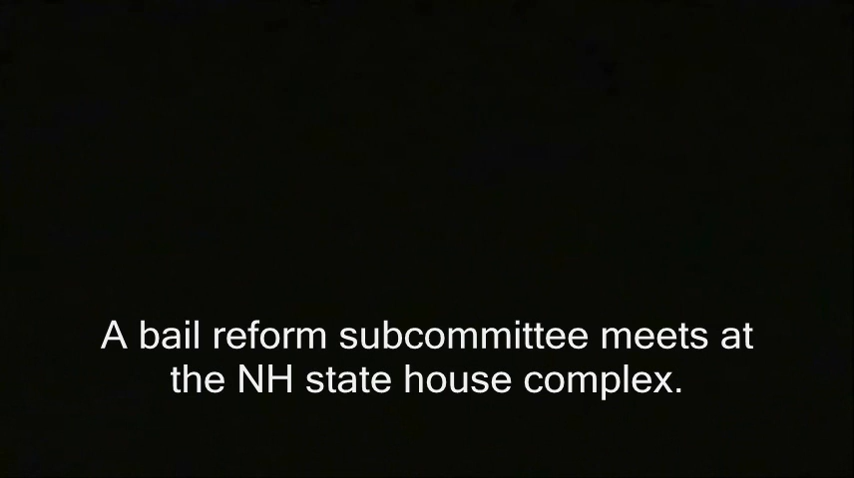 A bail reform subcommittee meets at
the NH state house complex.